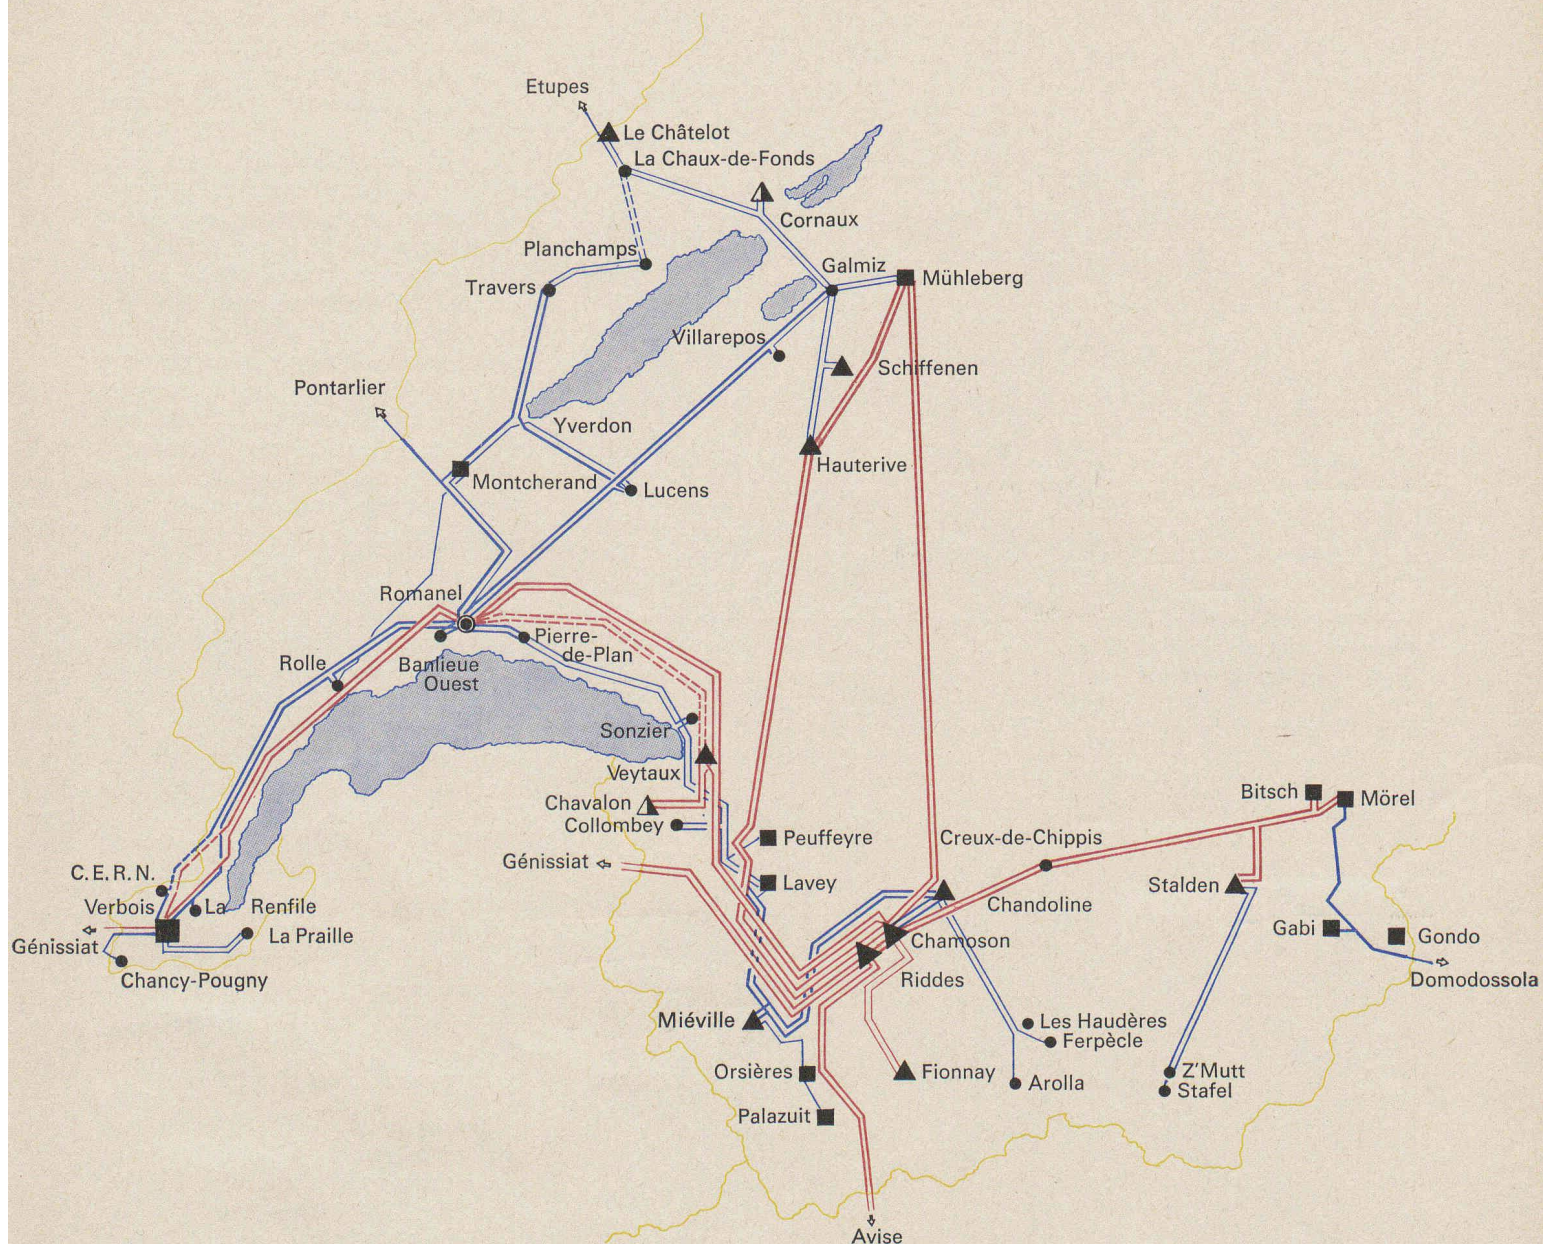 Etupes
Le Châtelot
La Chaux-de-Fonds
Cornaux
Planchamps
Galmiz
Mühleberg
Travers
Villarepos
Schiffenen
Pontarlier
Yverdon
Hauterive
Montcherand
Lucens
Romanel
Pierre-
de-Plan
Rolle
Banlieue
Ouest
Sonzier
Veytaux
Chavalon
Collombey
Bitsch
Mörel
Peuffeyre
Creux-de-Chippis
Génissiat
C.E.R.N.
Lavey
Stalden
Verbois
La Renfile
Chandoline
Génissiat
La Praille
Chamoson
Gabi
Gondo
Chancy-Pougny
Riddes
Domodossola
Miéville
Les Haudères
Ferpècle
Orsières
Fionnay
Arolla
Z'Mutt
Stafel
Palazuit
Avise